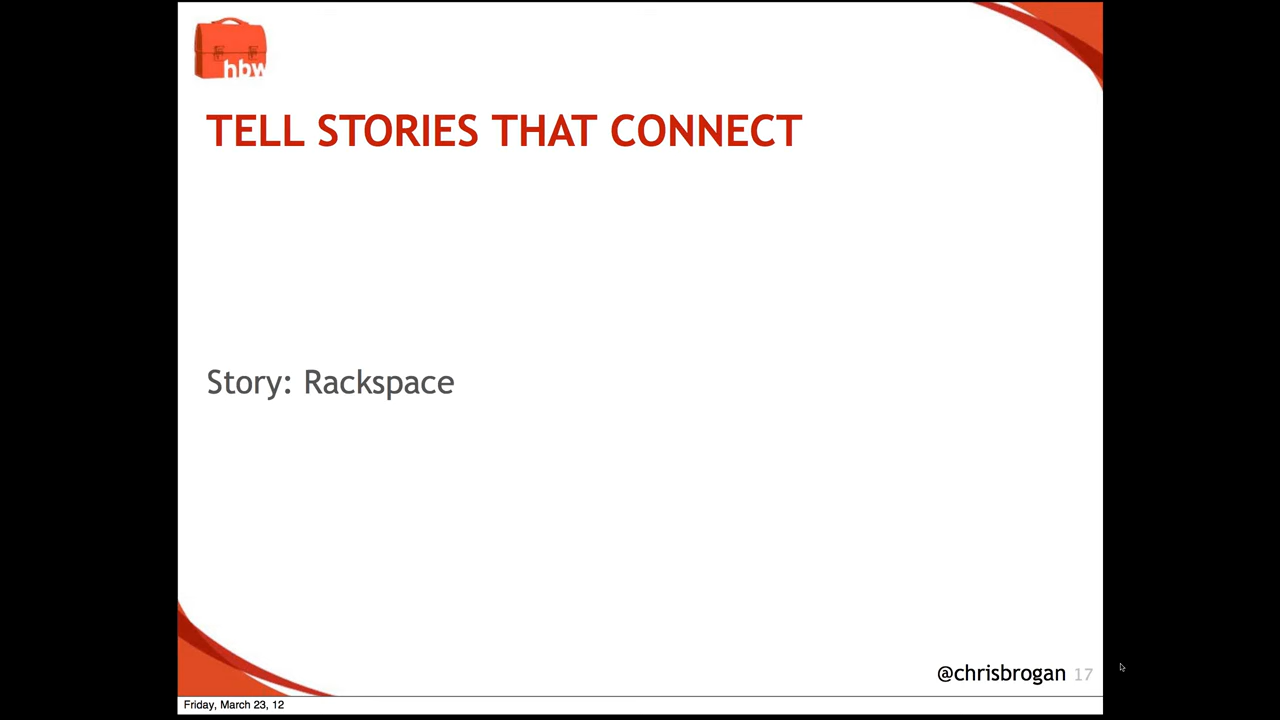 hbw
TELL STORIES THAT CONNECT
Story: Rackspace
@chrisbrogan 17
Friday, March 23, 12